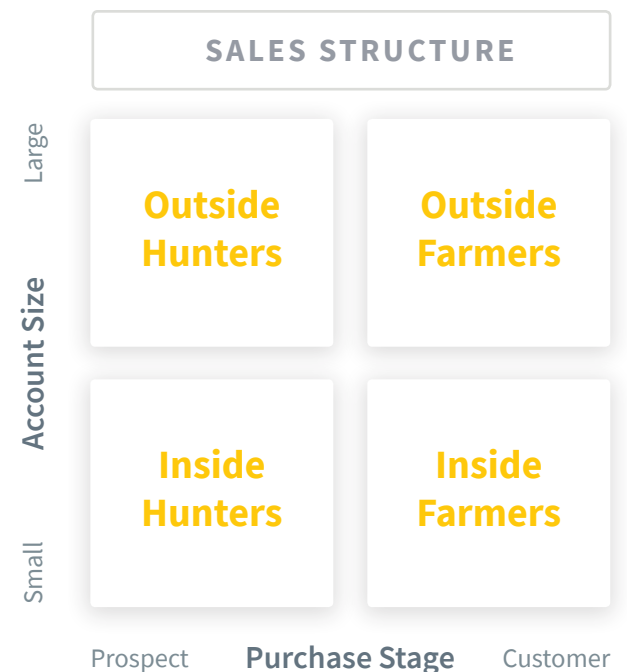 SALES STRUCTURE
Large
Account Size
Small
Outside
Hunters
Outside
Farmers
Inside
Hunters
Inside
Farmers
Prospect
Purchase Stage
Customer